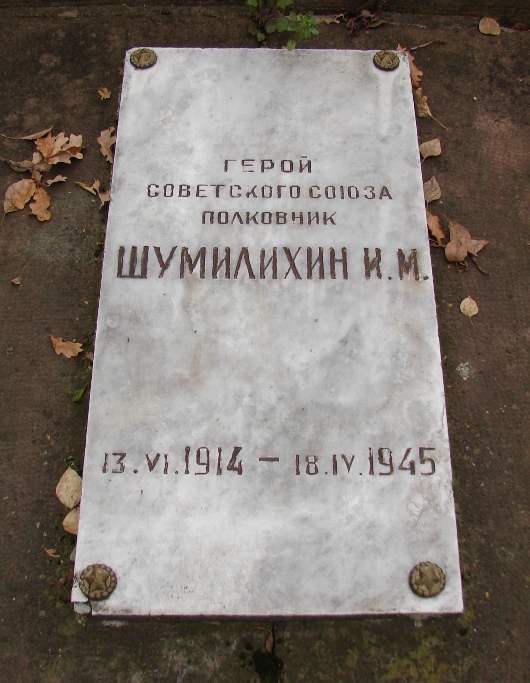 ГЕРОЙ
СОВЕТСКОГО СОЮЗА
ПОЛКОВНИК
ШУМИЛИХИН И.М.
13.VI.1914 – 18.IV.1945